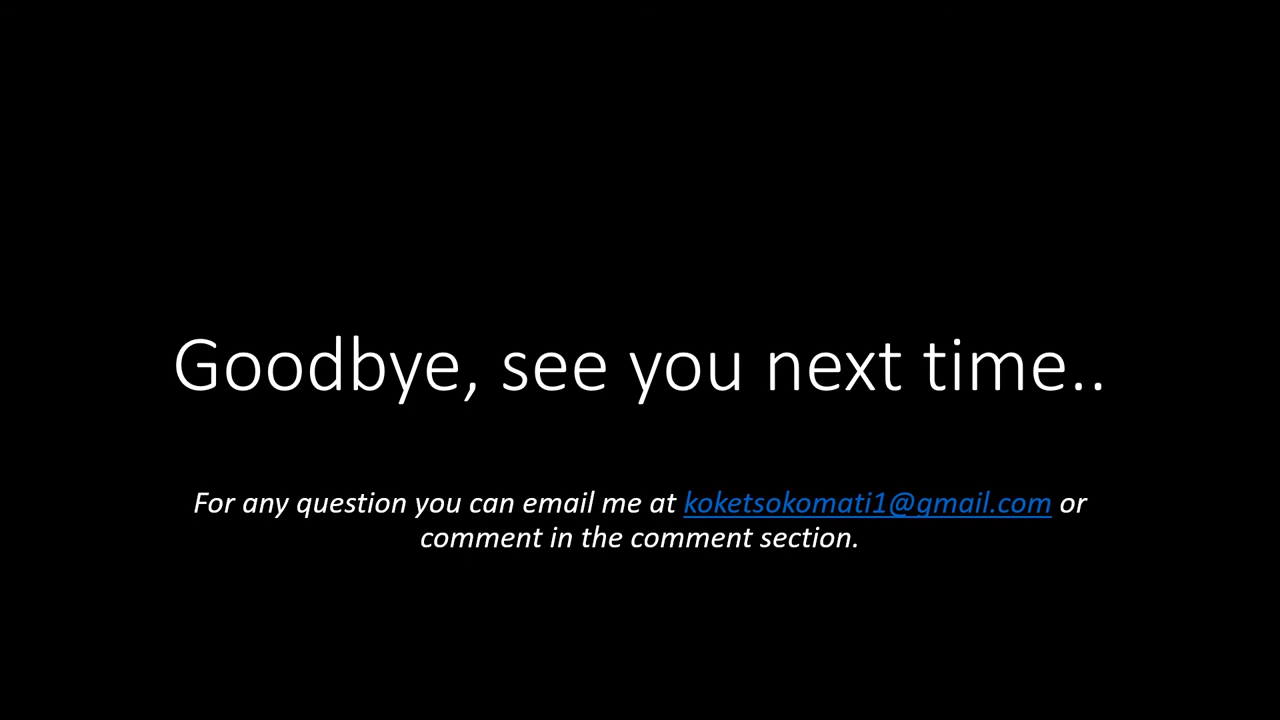 Goodbye, see you next time..
For any question you can email me at koketsokomati1@gmail.com or
comment in the comment section.